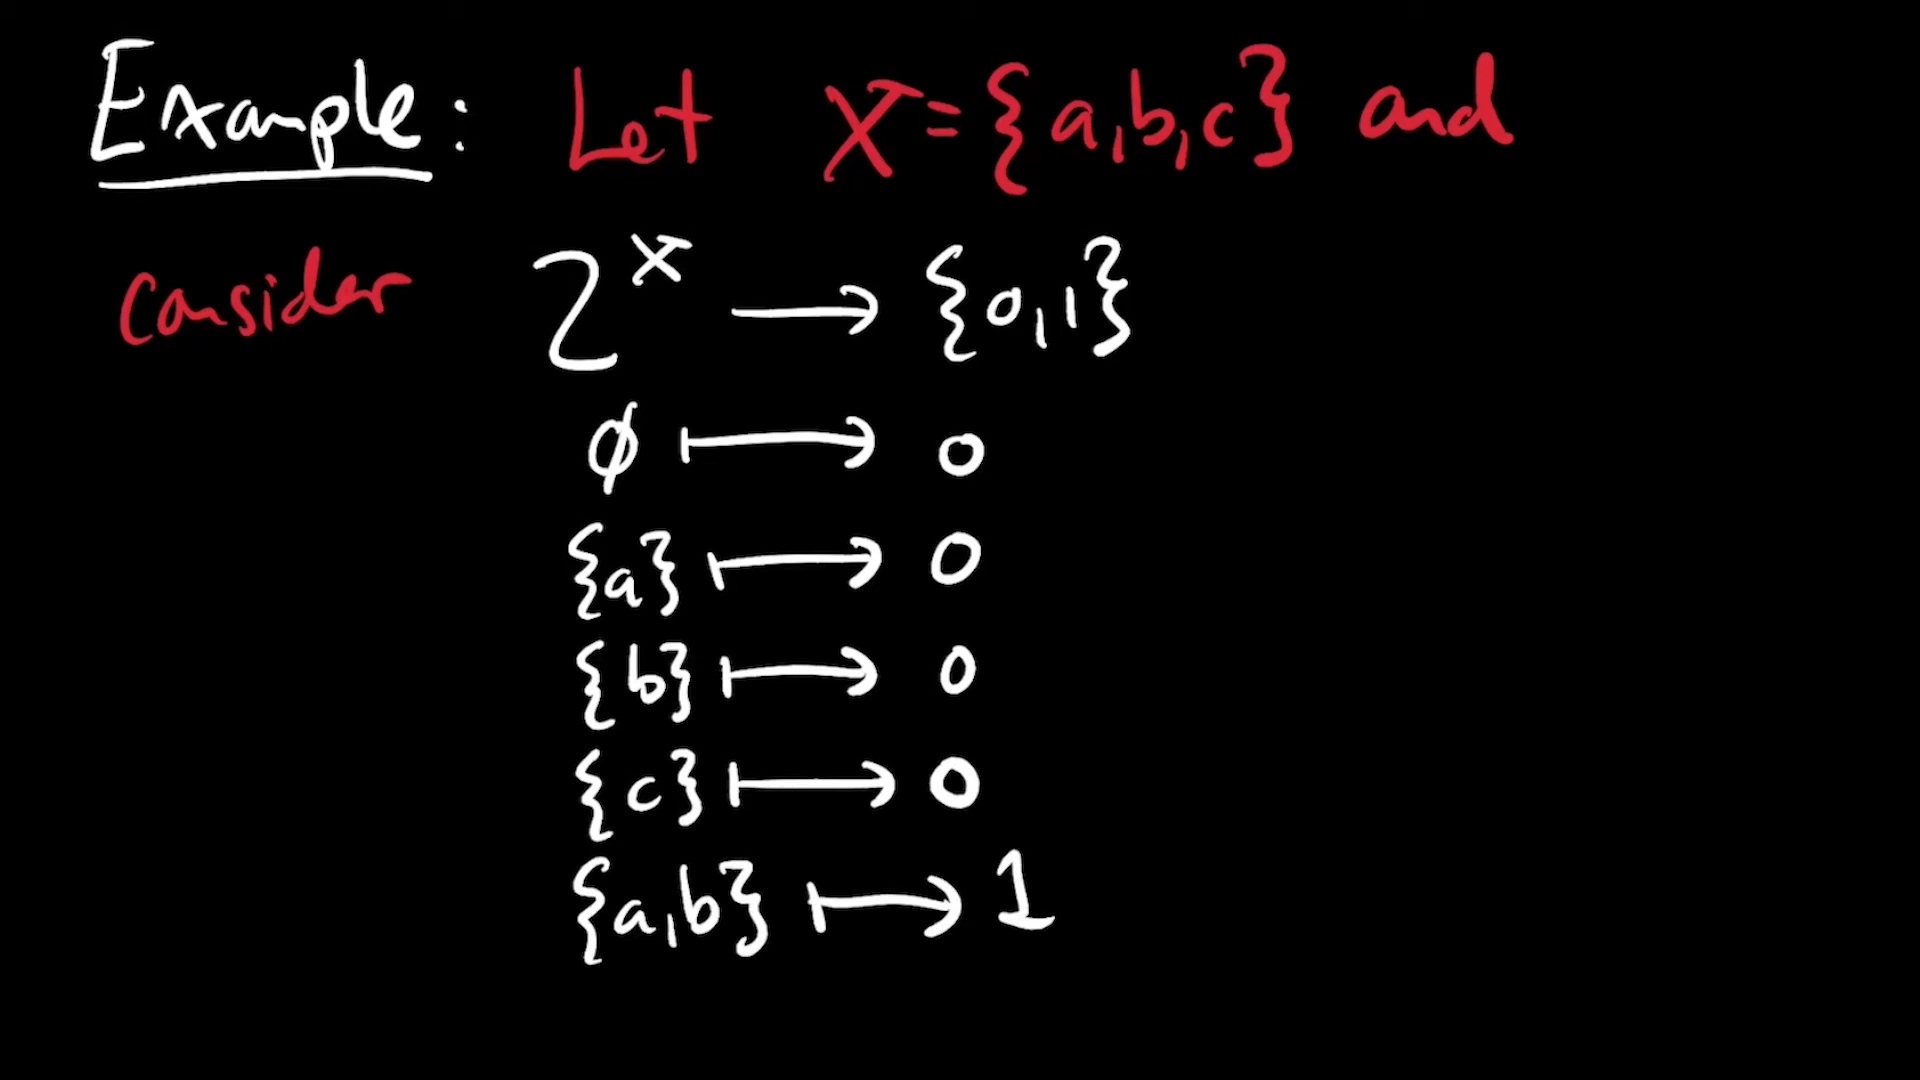 Example: Let X = {a,b,c} and
consider 2^X → {0,1}
∅ ↦ 0
{a} ↦ 0
{b} ↦ 0
{c} ↦ 0
{a,b} ↦ 1